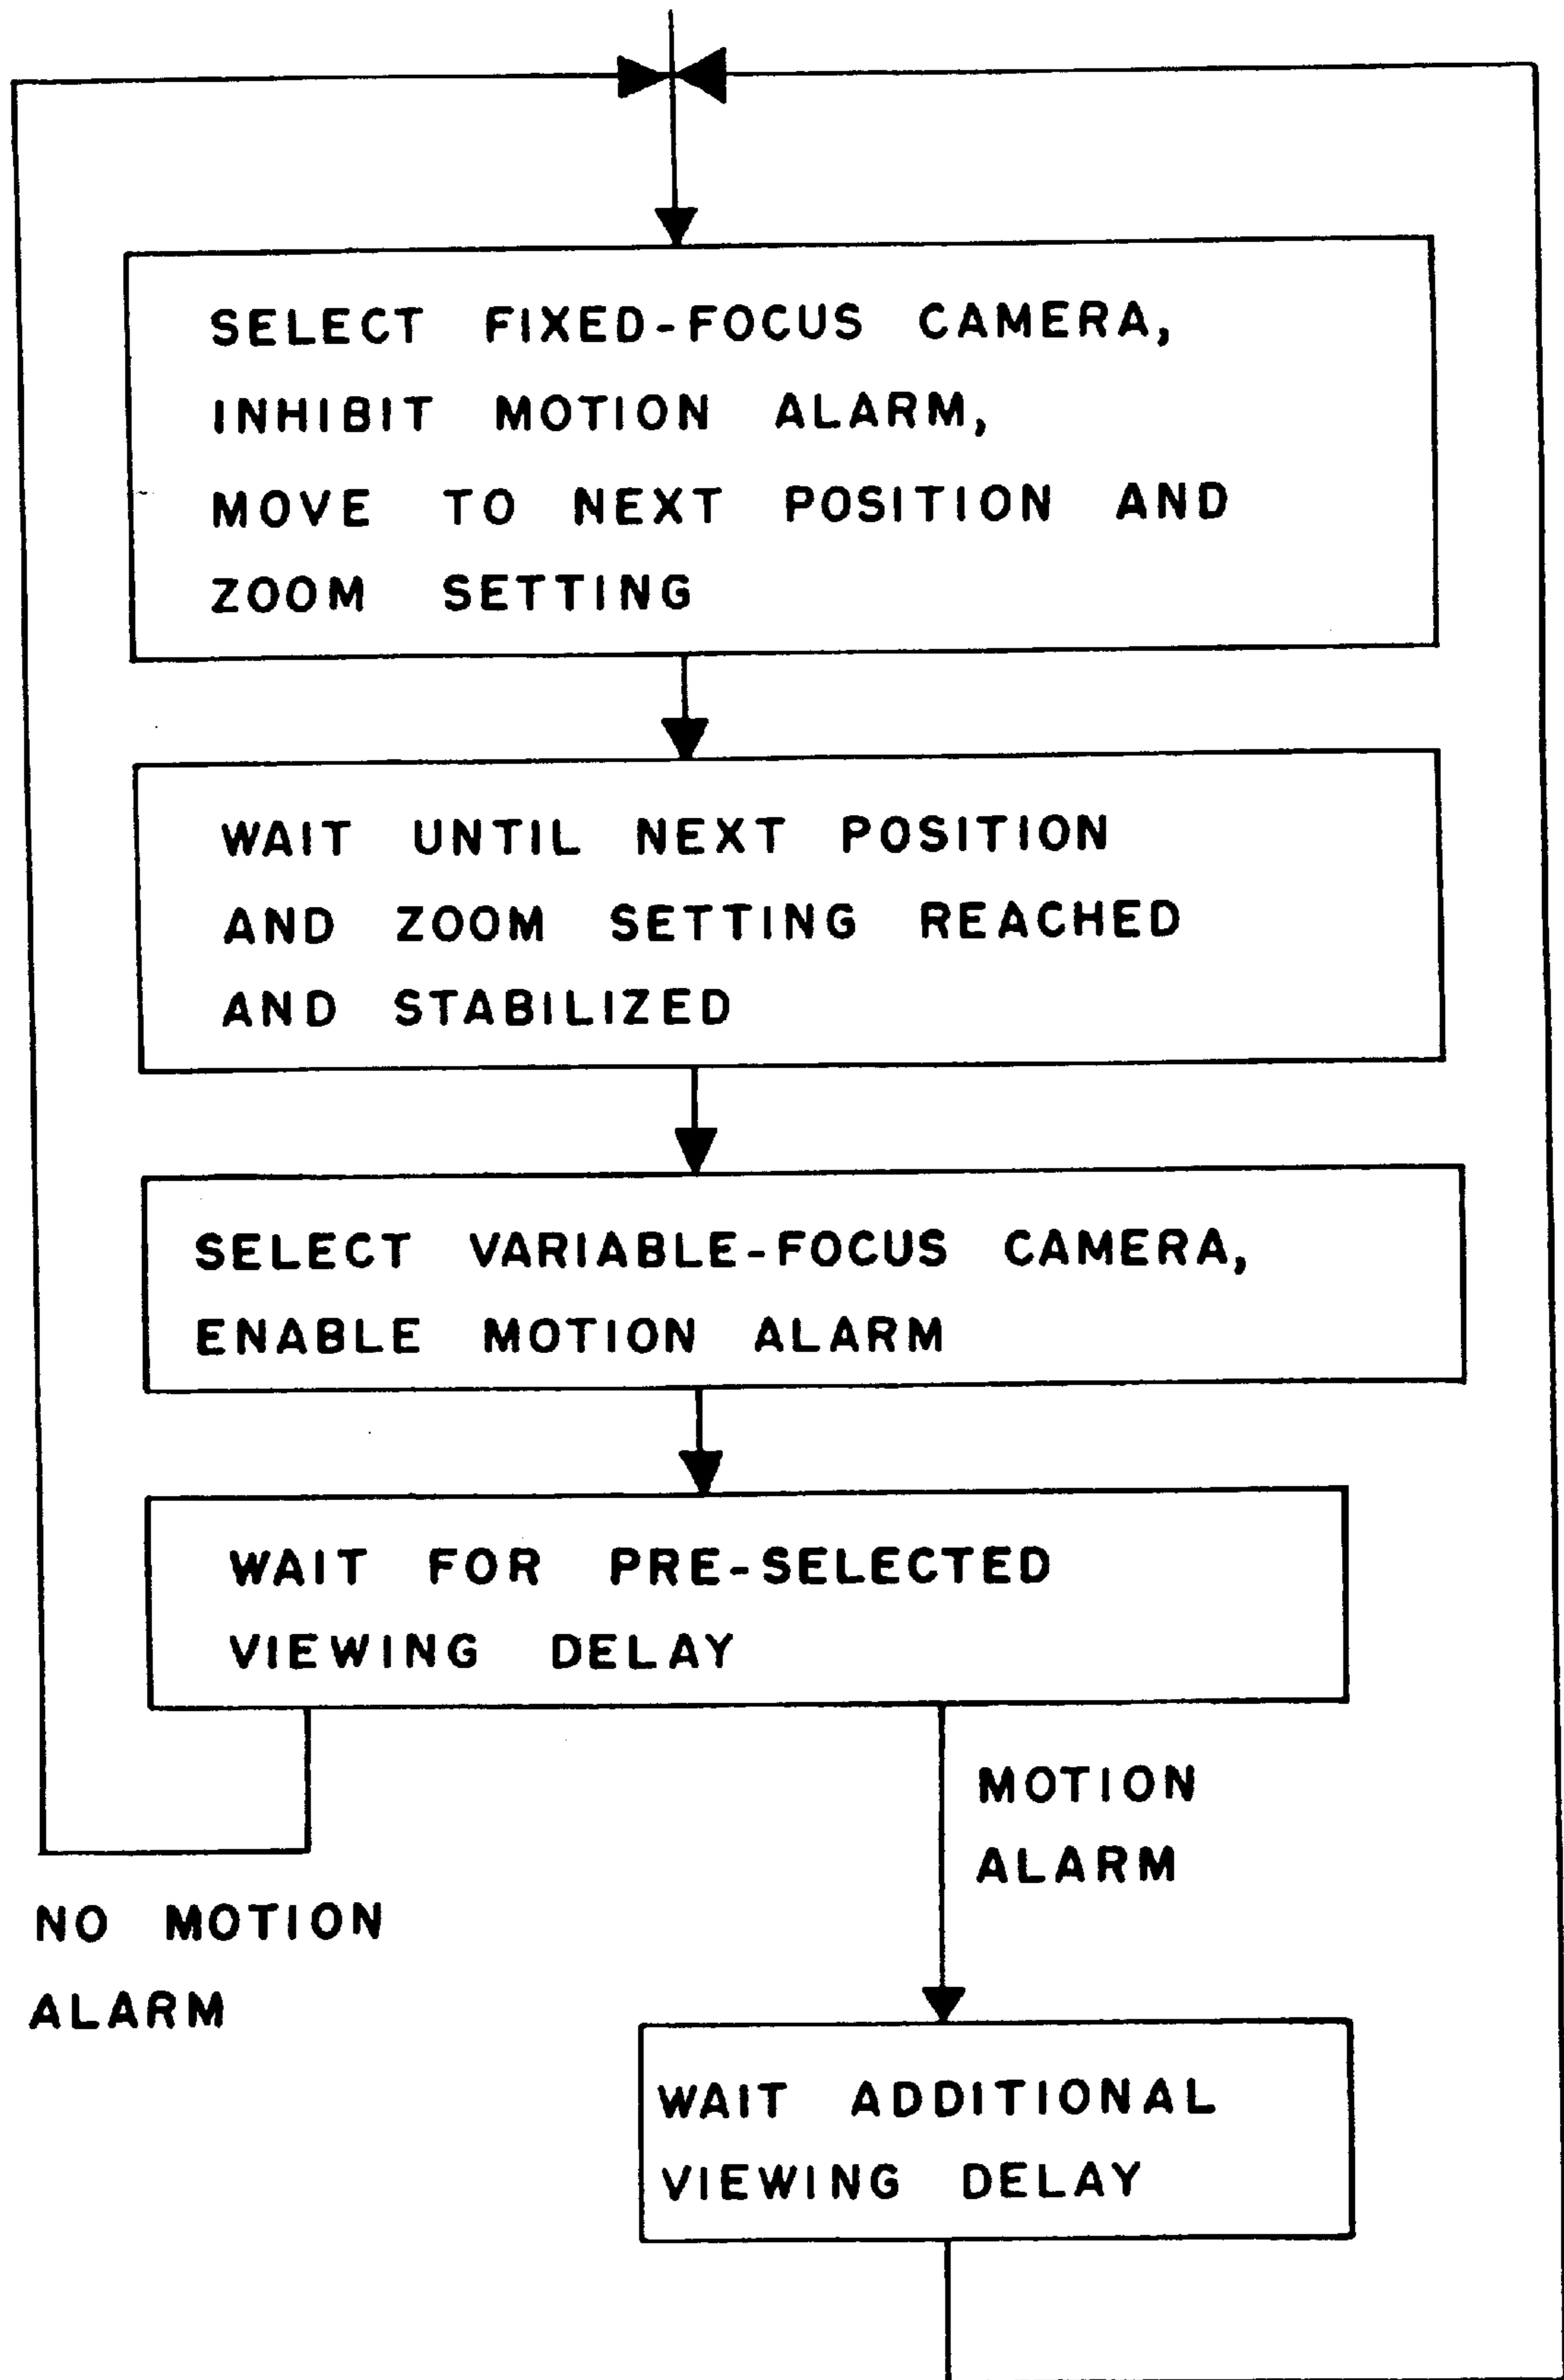 SELECT FIXED-FOCUS CAMERA,
INHIBIT MOTION ALARM,
MOVE TO NEXT POSITION AND
ZOOM SETTING
WAIT UNTIL NEXT POSITION
AND ZOOM SETTING REACHED
AND STABILIZED
SELECT VARIABLE-FOCUS CAMERA,
ENABLE MOTION ALARM
WAIT FOR PRE-SELECTED
VIEWING DELAY
MOTION
ALARM
NO MOTION
ALARM
WAIT ADDITIONAL
VIEWING DELAY